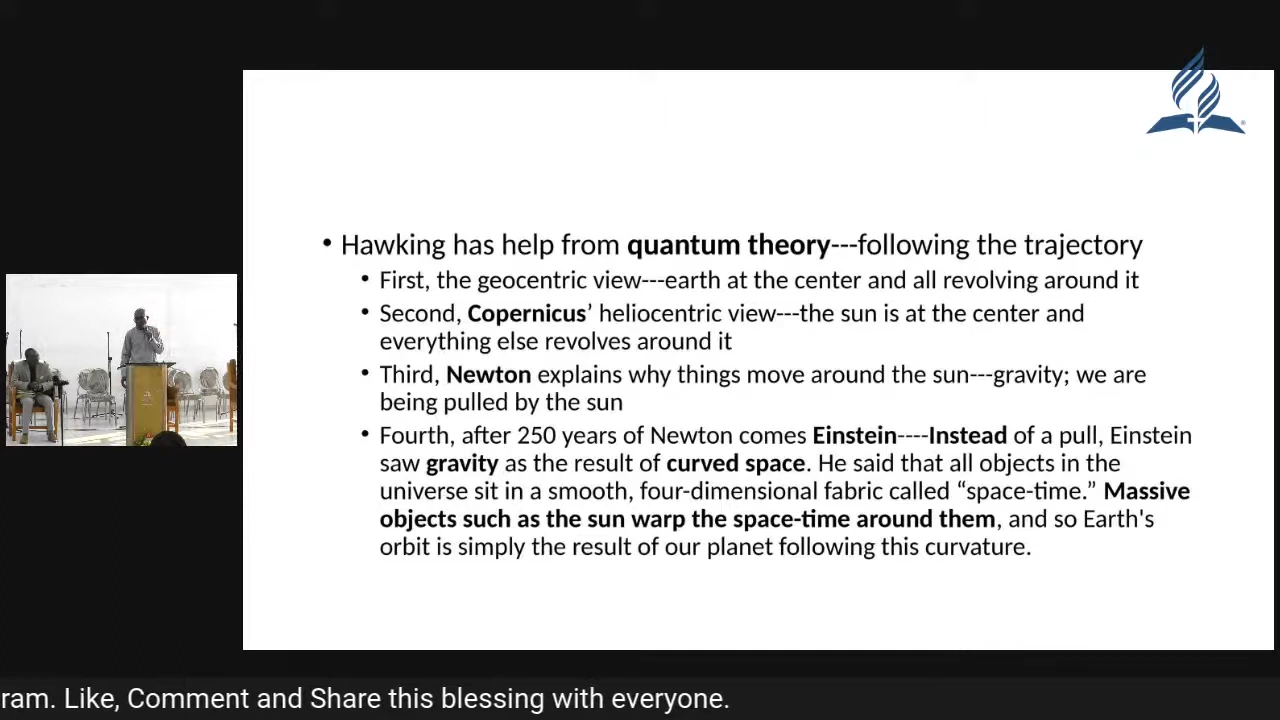 • Hawking has help from quantum theory---following the trajectory
• First, the geocentric view---earth at the center and all revolving around it
• Second, Copernicus’ heliocentric view---the sun is at the center and
everything else revolves around it
• Third, Newton explains why things move around the sun---gravity; we are
being pulled by the sun
• Fourth, after 250 years of Newton comes Einstein----Instead of a pull, Einstein
saw gravity as the result of curved space. He said that all objects in the
universe sit in a smooth, four-dimensional fabric called “space-time.” Massive
objects such as the sun warp the space-time around them, and so Earth's
orbit is simply the result of our planet following this curvature.
ram. Like, Comment and Share this blessing with everyone.